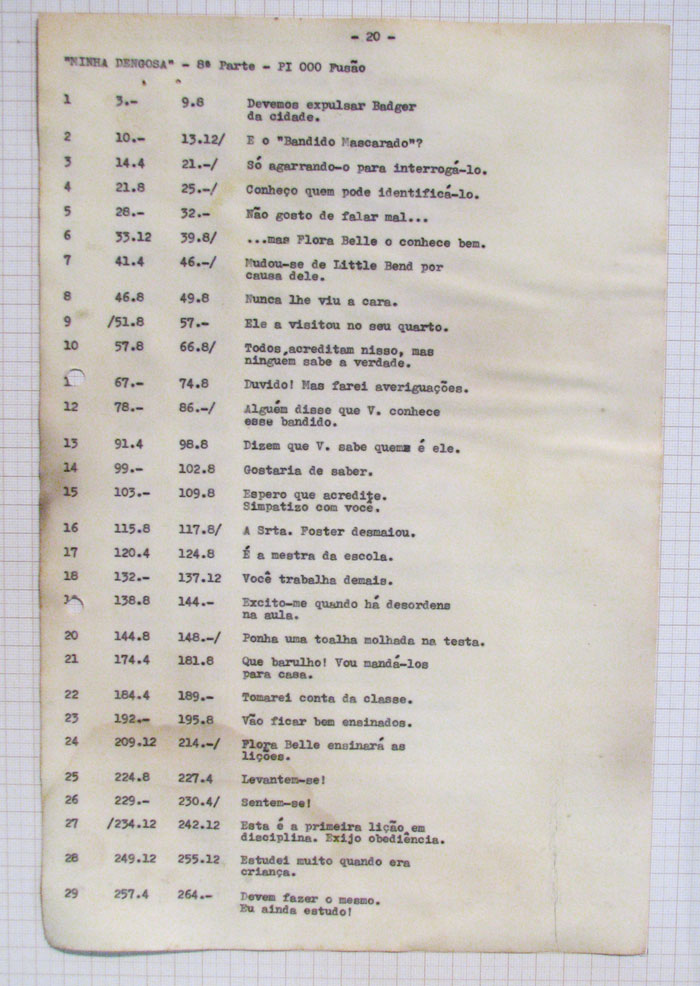 - 20 -
"MINHA DENGOSA" - 8ª Parte - PI 000 Fusão
1 3.- 9.8 Devemos expulsar Badger
da cidade.
2 10.- 13.12/ E o "Bandido Mascarado"?
3 14.4 21.-/ Só agarrando-o para interrogá-lo.
4 21.8 25.-/ Conheço quem pode identificá-lo.
5 28.- 32.- Não gosto de falar mal...
6 33.12 39.8/ ...mas Flora Belle o conhece bem.
7 41.4 46.-/ Mudou-se de Little Bend por
causa dele.
8 46.8 49.8 Nunca lhe viu a cara.
9 /51.8 57.- Ele a visitou no seu quarto.
10 57.8 66.8/ Todos acreditam nisso, mas
ninguem sabe a verdade.
1 67.- 74.8 Duvido! Mas farei averiguações.
12 78.- 86.-/ Alguém disse que V. conhece
esse bandido.
13 91.4 98.8 Dizem que V. sabe quem é ele.
14 99.- 102.8 Gostaria de saber.
15 103.- 109.8 Espero que acredite.
Simpatizo com você.
16 115.8 117.8/ A Srta. Foster desmaiou.
17 120.4 124.8 É a mestra da escola.
18 132.- 137.12 Você trabalha demais.
138.8 144.- Excito-me quando há desordens
na aula.
20 144.8 148.-/ Ponha uma toalha molhada na testa.
21 174.4 181.8 Que barulho! Vou mandá-los
para casa.
22 184.4 189.- Tomarei conta da classe.
23 192.- 195.8 Vão ficar bem ensinados.
24 209.12 214.-/ Flora Belle ensinará as
lições.
25 224.8 227.4 Levantem-se!
26 229.- 230.4/ Sentem-se!
27 /234.12 242.12 Esta é a primeira lição em
disciplina. Exijo obediência.
28 249.12 255.12 Estudei muito quando era
criança.
29 257.4 264.- Devem fazer o mesmo.
Eu ainda estudo!